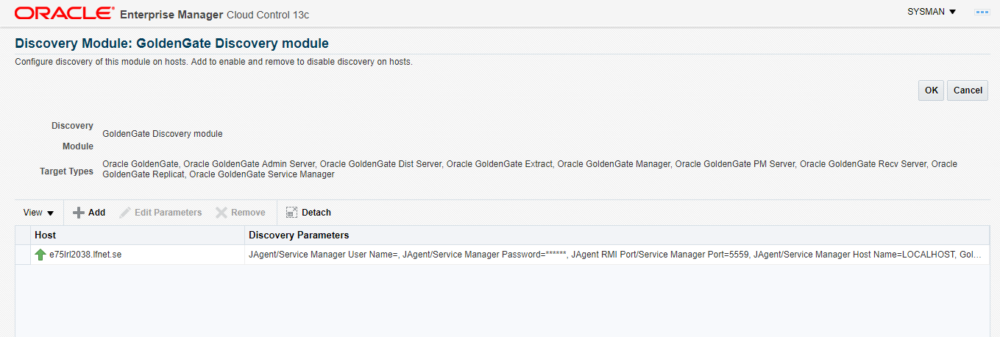 ORACLE® Enterprise Manager Cloud Control 13c
SYSMAN
Discovery Module: GoldenGate Discovery module
Configure discovery of this module on hosts. Add to enable and remove to disable discovery on hosts.
OK Cancel
Discovery
Module
GoldenGate Discovery module
Target Types
Oracle GoldenGate, Oracle GoldenGate Admin Server, Oracle GoldenGate Dist Server, Oracle GoldenGate Extract, Oracle GoldenGate Manager, Oracle GoldenGate PM Server, Oracle GoldenGate Recv Server, Oracle
GoldenGate Replicat, Oracle GoldenGate Service Manager
View Add Edit Parameters Remove Detach
Host Discovery Parameters
e75lrl2038.lfnet.se JAgent/Service Manager User Name=, JAgent/Service Manager Password=******, JAgent RMI Port/Service Manager Port=5559, JAgent/Service Manager Host Name=LOCALHOST, Gol...